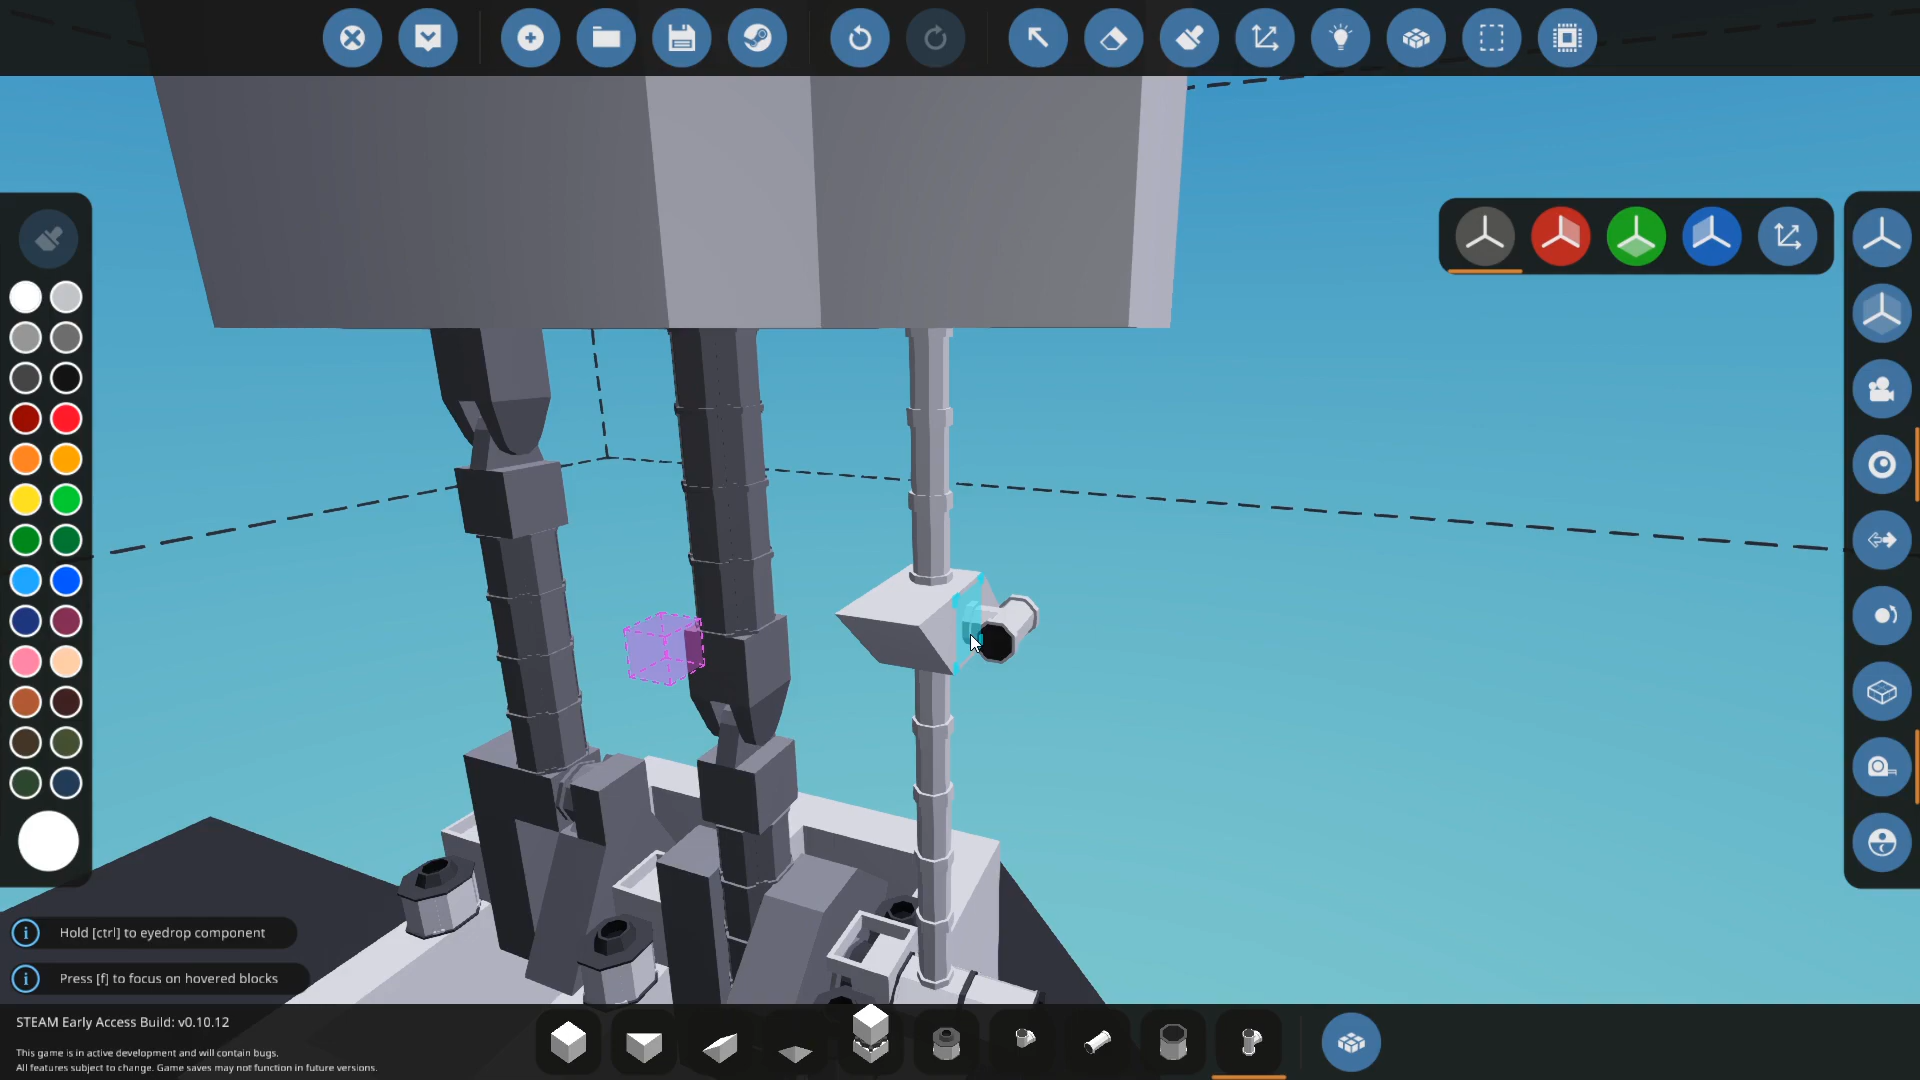 Hold [ctrl] to eyedrop component
Press [f] to focus on hovered blocks
STEAM Early Access Build: v0.10.12
This game is in active development and will contain bugs.
All features subject to change. Game saves may not function in future versions.